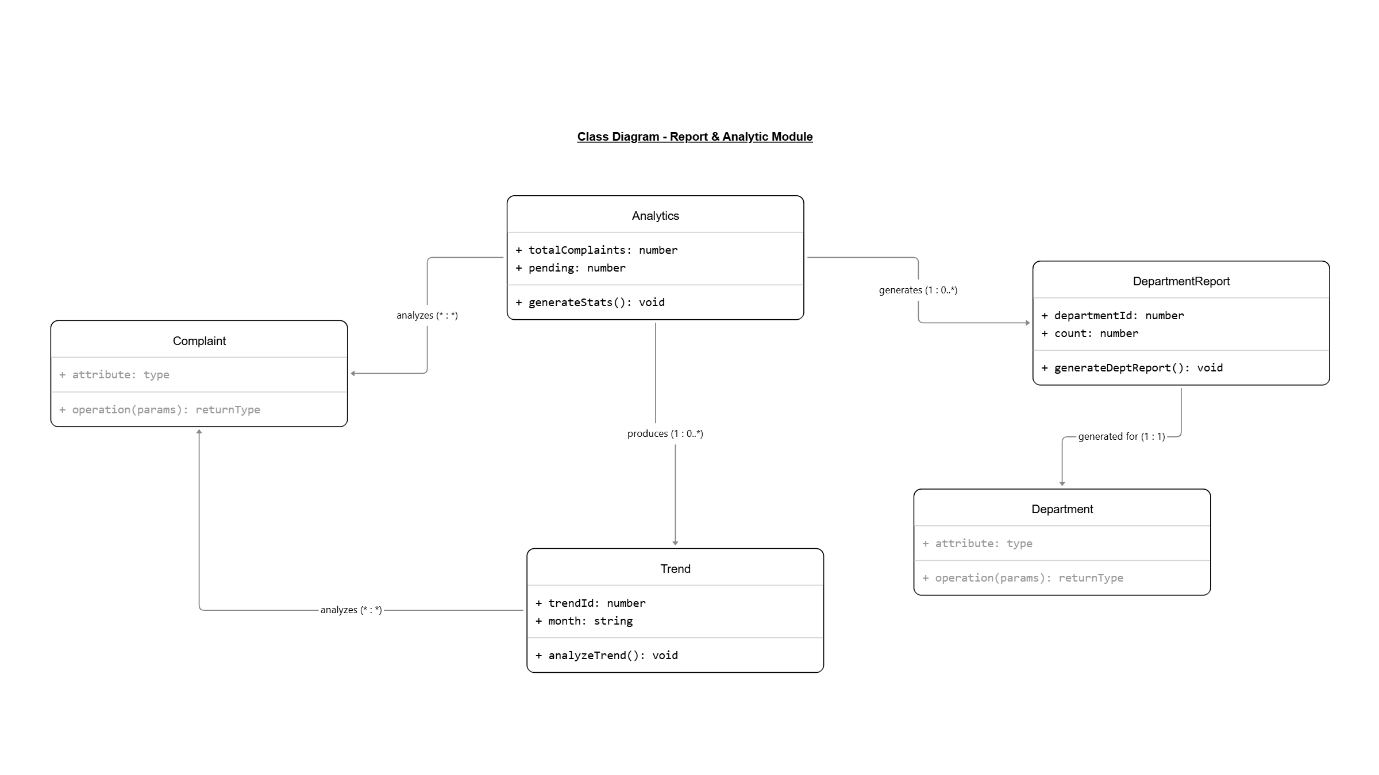 Class Diagram - Report & Analytic Module
Analytics
+ totalComplaints: number
+ pending: number
+ generateStats(): void
analyzes (* : *)
generates (1 : 0..*)
DepartmentReport
+ departmentId: number
+ count: number
+ generateDeptReport(): void
Complaint
+ attribute: type
+ operation(params): returnType
produces (1 : 0..*)
generated for (1 : 1)
Department
+ attribute: type
+ operation(params): returnType
Trend
+ trendId: number
+ month: string
+ analyzeTrend(): void
analyzes (* : *)